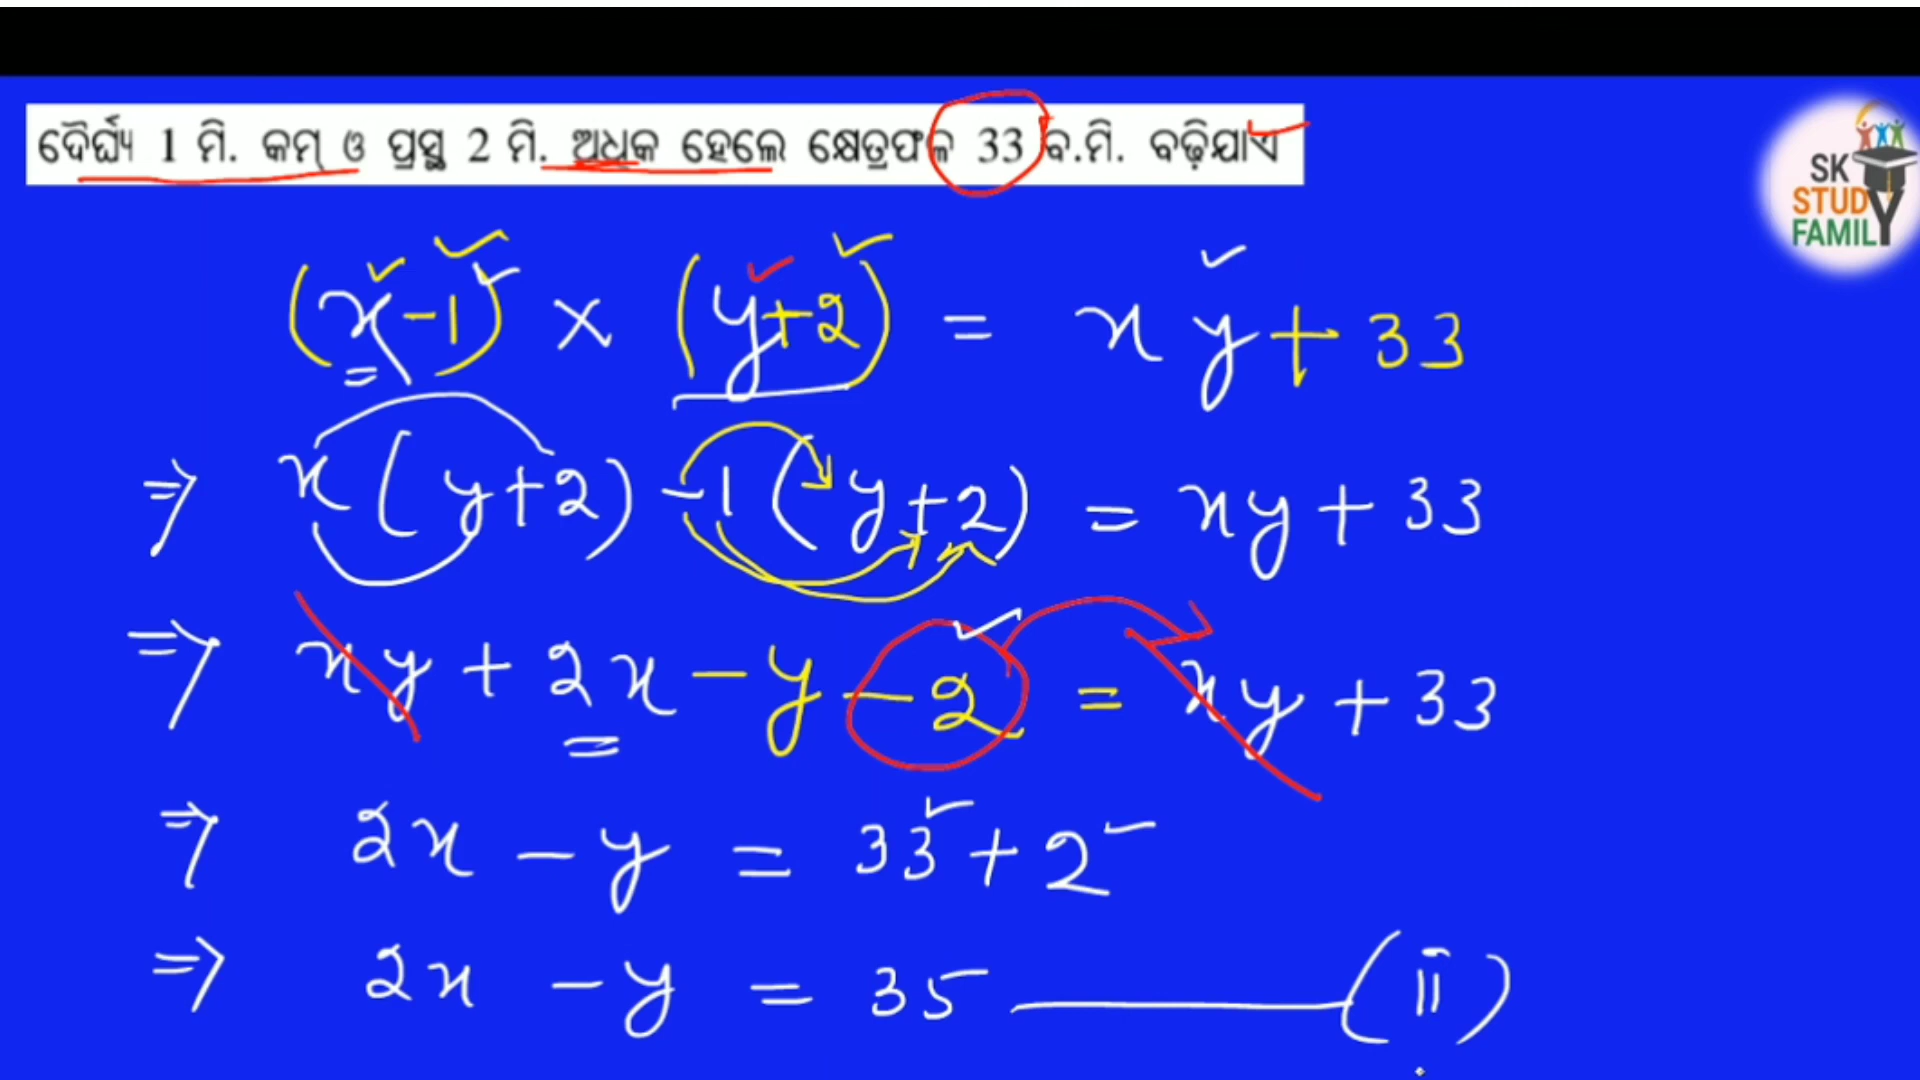 ଦୈର୍ଘ୍ୟ 1 ମି. କମ୍ ଓ ପ୍ରସ୍ଥ 2 ମି. ଅଧିକ ହେଲେ କ୍ଷେତ୍ରଫଳ 33 ବ.ମି. ବଢ଼ିଯାଏ
SK
STUDY
FAMILY
(x-1) × (y+2) = xy + 33
⇒ x(y+2) -1(y+2) = xy + 33
⇒ xy + 2x - y - 2 = xy + 33
⇒ 2x - y = 33 + 2
⇒ 2x - y = 35 ——— (ii)